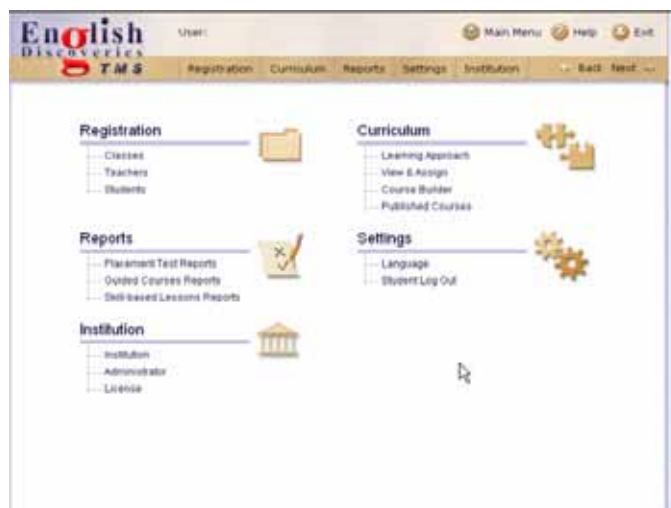 English
Discoveries
TMS
User:
Main Menu Help Exit
Registration Curriculum Reports Settings Institution Back Next
Registration
Classes
Teachers
Students
Curriculum
Learning Approach
View & Assign
Course Builder
Published Courses
Reports
Placement Test Reports
Guided Courses Reports
Skill-based Lessons Reports
Settings
Language
Student Log Out
Institution
Institution
Administrator
License